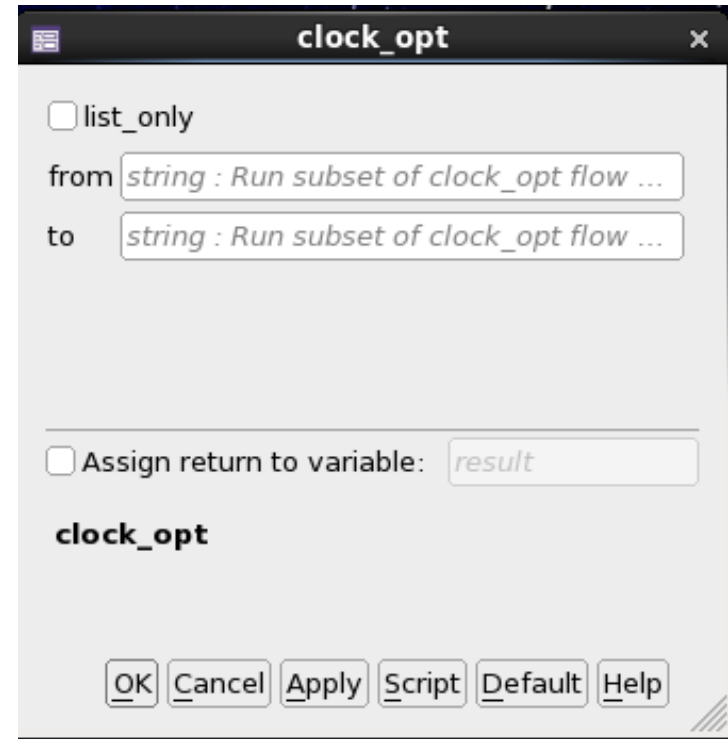 clock_opt
list_only
from string : Run subset of clock_opt flow ...
to string : Run subset of clock_opt flow ...
Assign return to variable: result
clock_opt
OK Cancel Apply Script Default Help